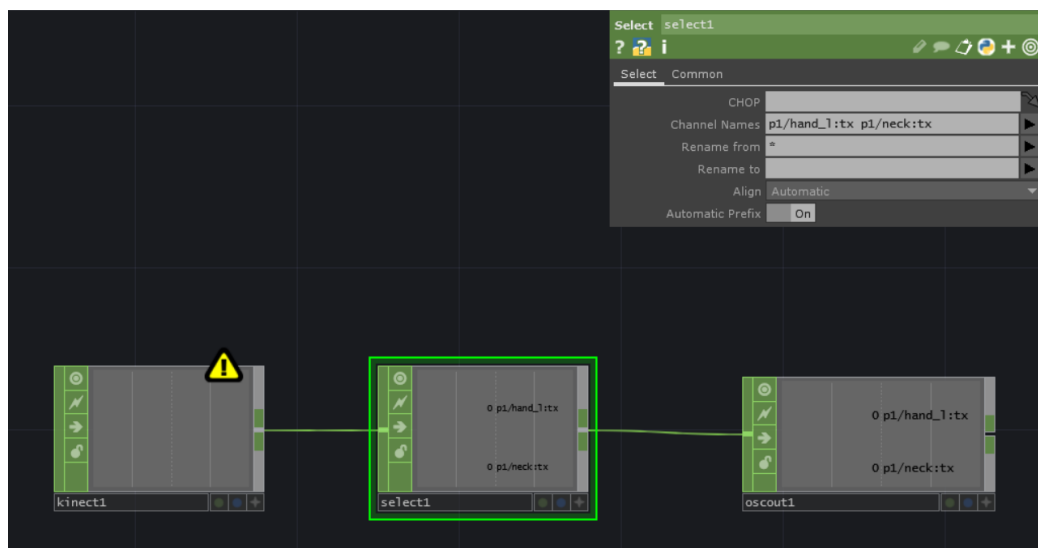 Select select1
? ? i
Select Common
CHOP
Channel Names p1/hand_l:tx p1/neck:tx
Rename from *
Rename to
Align Automatic
Automatic Prefix On
0 p1/hand_l:tx
0 p1/neck:tx
0 p1/hand_l:tx
0 p1/neck:tx
kinect1
select1
oscout1